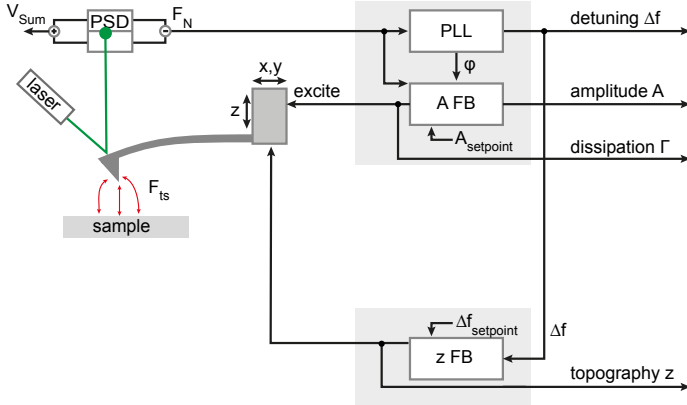 V_Sum
PSD
F_N
PLL
detuning Δf
laser
x,y
z
excite
φ
A FB
amplitude A
A_setpoint
dissipation Γ
F_ts
sample
Δf_setpoint
Δf
z FB
topography z